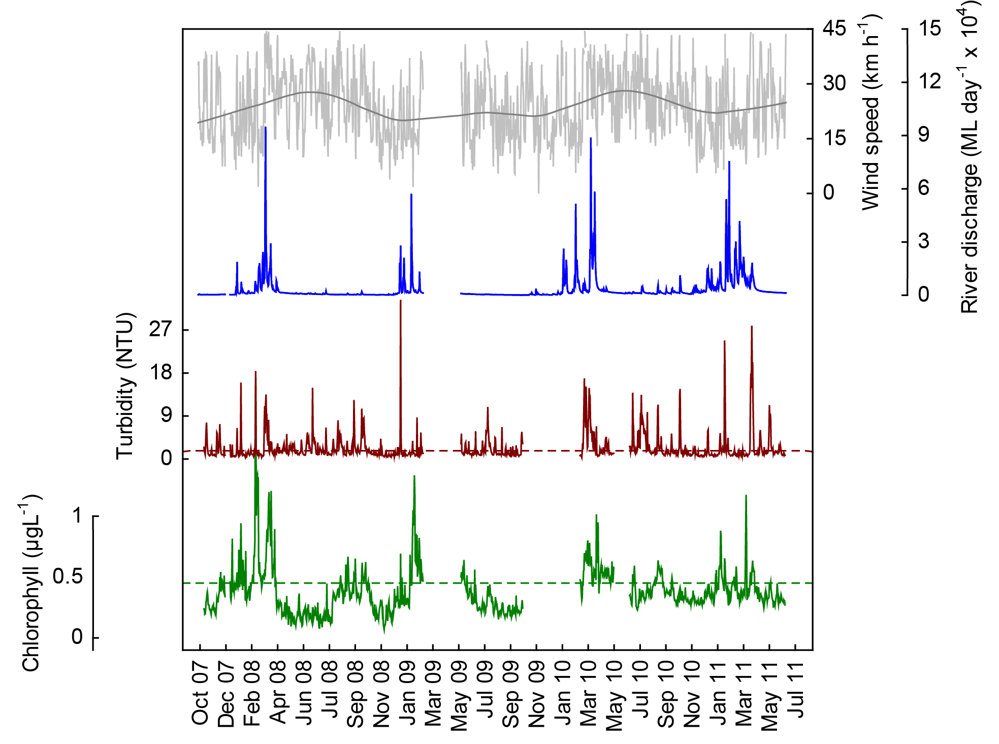 45
30
15
0
Wind speed (km h-1)
15
12
9
6
3
0
River discharge (ML day-1 x 104)
Turbidity (NTU)
27
18
9
0
Chlorophyll (µgL-1)
1
0.5
0
Oct 07
Dec 07
Feb 08
Apr 08
Jun 08
Jul 08
Sep 08
Nov 08
Jan 09
Mar 09
May 09
Jul 09
Sep 09
Nov 09
Jan 10
Mar 10
May 10
Jul 10
Sep 10
Nov 10
Jan 11
Mar 11
May 11
Jul 11